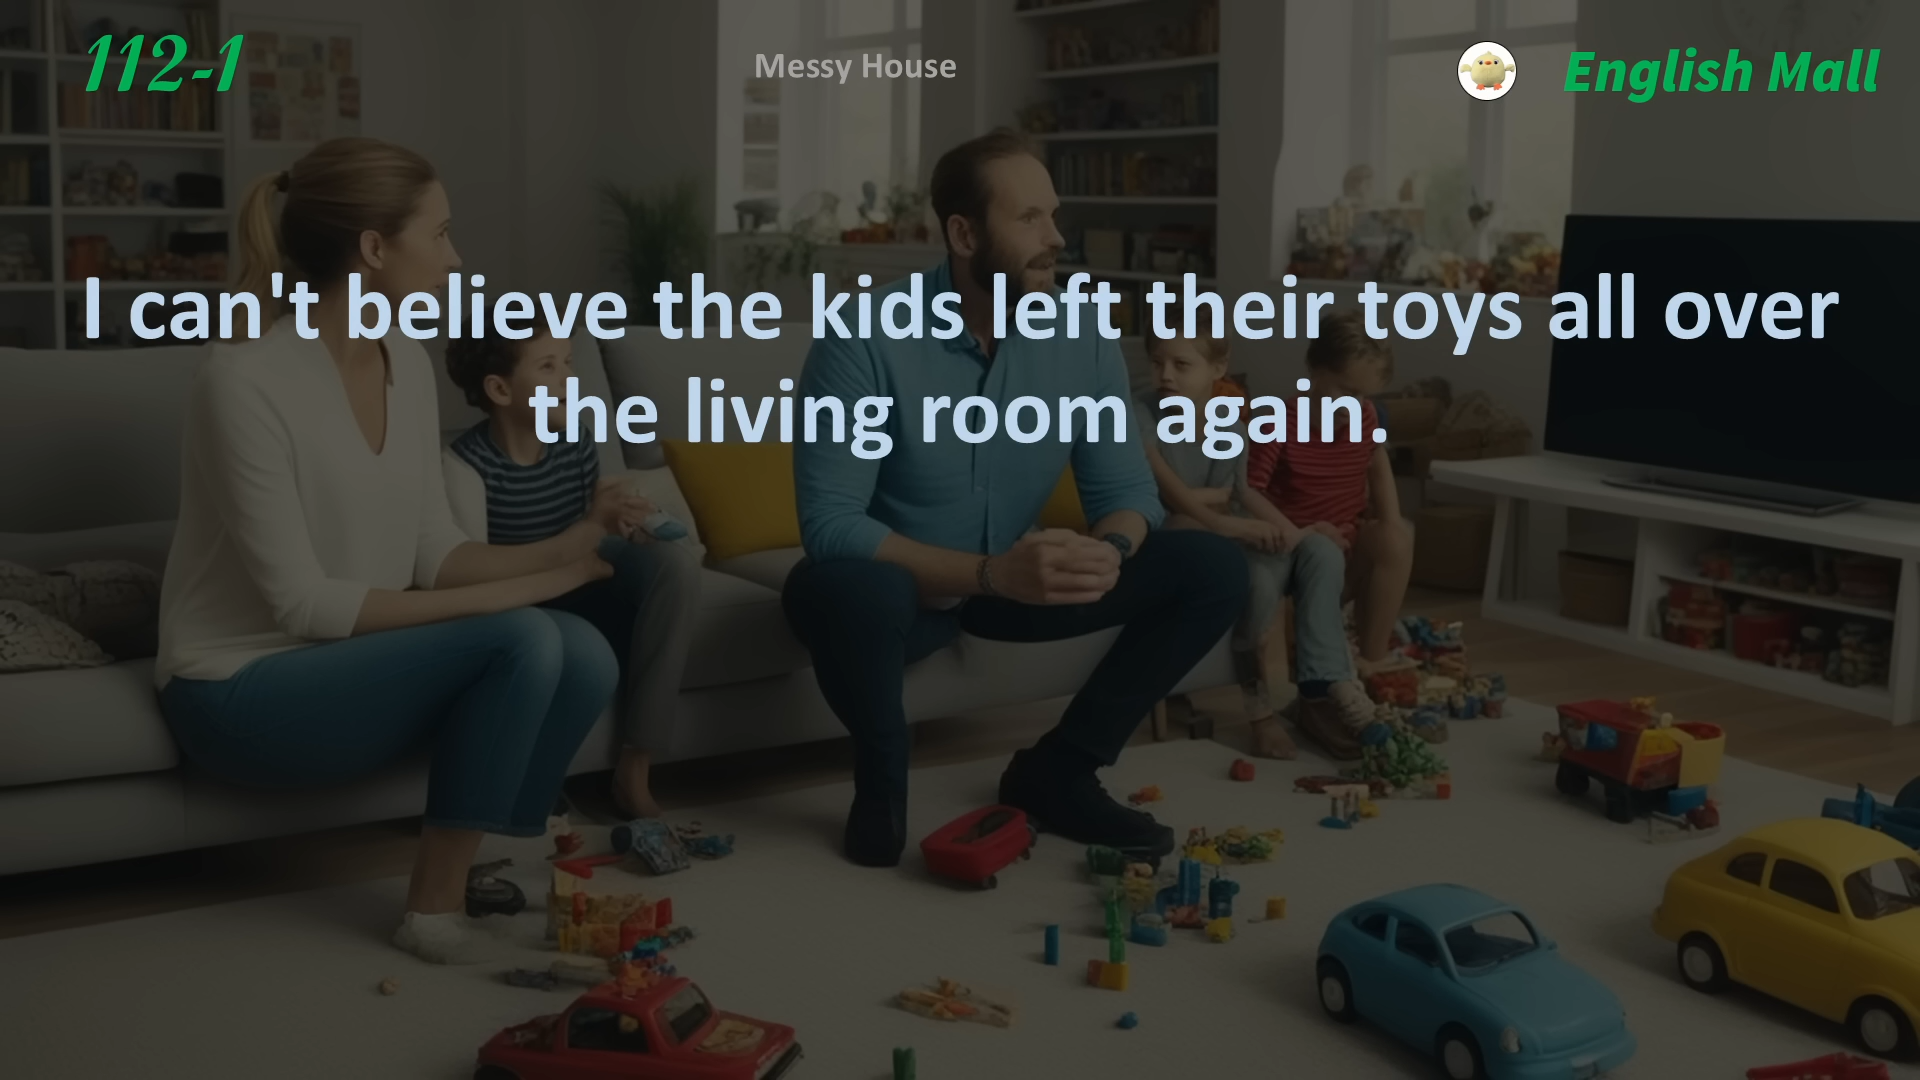 112-1
Messy House
English Mall
I can't believe the kids left their toys all over
the living room again.